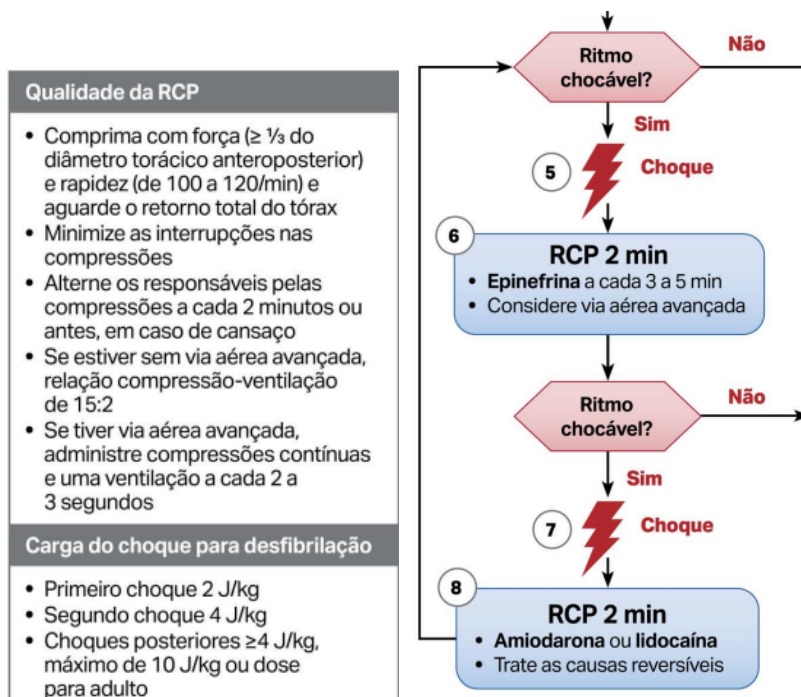 Qualidade da RCP
• Comprima com força (≥ ⅓ do
diâmetro torácico anteroposterior)
e rapidez (de 100 a 120/min) e
aguarde o retorno total do tórax
• Minimize as interrupções nas
compressões
• Alterne os responsáveis pelas
compressões a cada 2 minutos ou
antes, em caso de cansaço
• Se estiver sem via aérea avançada,
relação compressão-ventilação
de 15:2
• Se tiver via aérea avançada,
administre compressões contínuas
e uma ventilação a cada 2 a
3 segundos
Carga do choque para desfibrilação
• Primeiro choque 2 J/kg
• Segundo choque 4 J/kg
• Choques posteriores ≥4 J/kg,
máximo de 10 J/kg ou dose
para adulto
Ritmo
chocável?
Não
Sim
5
Choque
6
RCP 2 min
• Epinefrina a cada 3 a 5 min
• Considere via aérea avançada
Ritmo
chocável?
Não
Sim
7
Choque
8
RCP 2 min
• Amiodarona ou lidocaína
• Trate as causas reversíveis